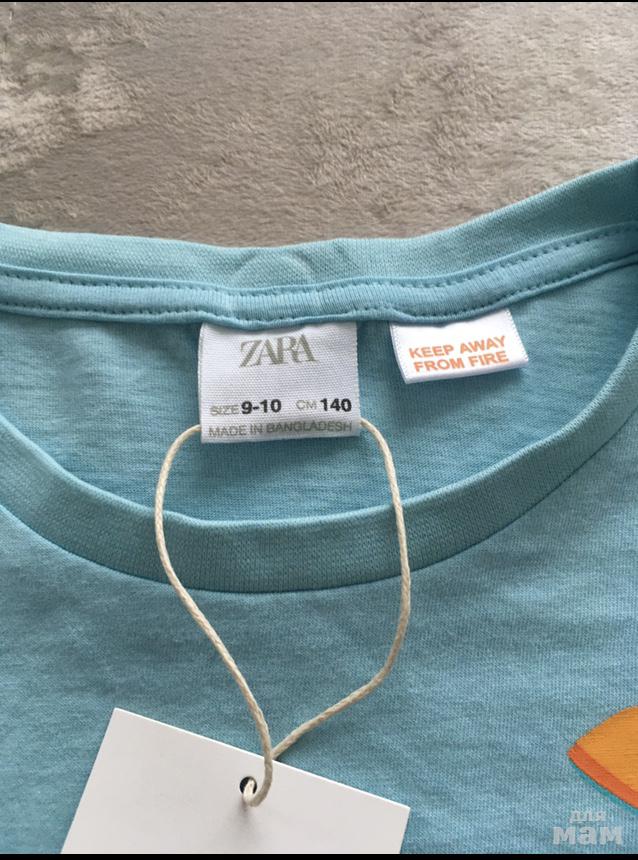 ZARA
SIZE 9-10 CM 140
MADE IN BANGLADESH
KEEP AWAY
FROM FIRE
для
мам